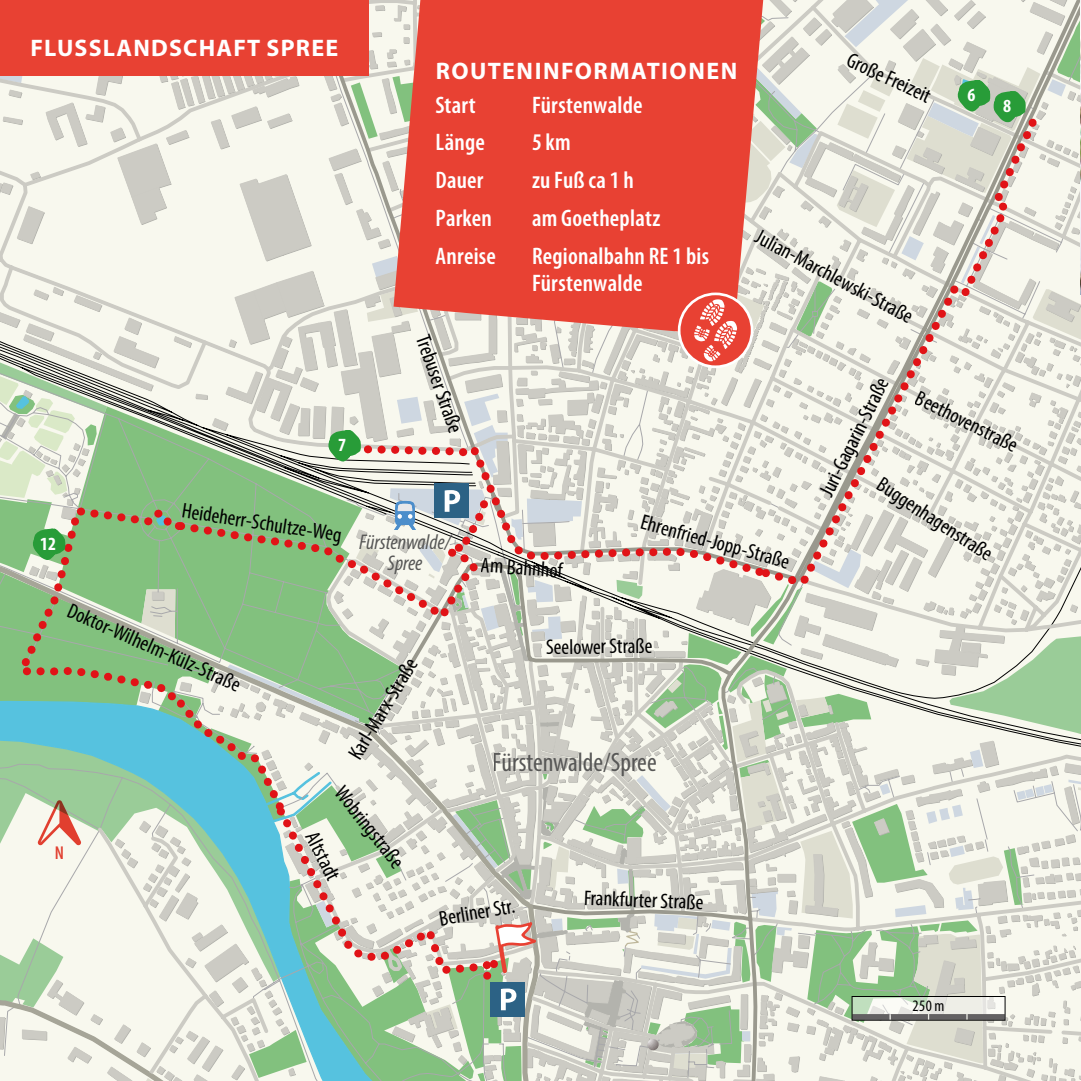 FLUSSLANDSCHAFT SPREE
ROUTENINFORMATIONEN
Start Fürstenwalde
Länge 5 km
Dauer zu Fuß ca 1 h
Parken am Goetheplatz
Anreise Regionalbahn RE 1 bis
Fürstenwalde
Große Freizeit
6
8
Julian-Marchlewski-Straße
Trebuser Straße
Juri-Gagarin-Straße
Beethovenstraße
7
P
Buggenhagenstraße
Heideherr-Schultze-Weg
Fürstenwalde/
Spree
Ehrenfried-Jopp-Straße
12
Am Bahnhof
Doktor-Wilhelm-Külz-Straße
Seelower Straße
Karl-Marx-Straße
Fürstenwalde/Spree
Wobringstraße
N
Altstadt
Berliner Str.
Frankfurter Straße
P
250 m